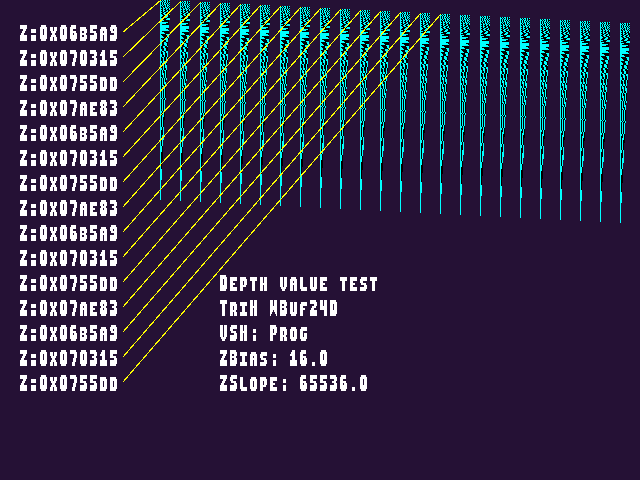 Z:0x06B5A9
Z:0x070315
Z:0x0755DD
Z:0x07AE83
Z:0x06B5A9
Z:0x070315
Z:0x0755DD
Z:0x07AE83
Z:0x06B5A9
Z:0x070315
Z:0x0755DD
Z:0x07AE83
Z:0x06B5A9
Z:0x070315
Z:0x0755DD
Depth value test
TriH WBuf24D
VSH: Prog
ZBias: 16.0
ZSlope: 65536.0